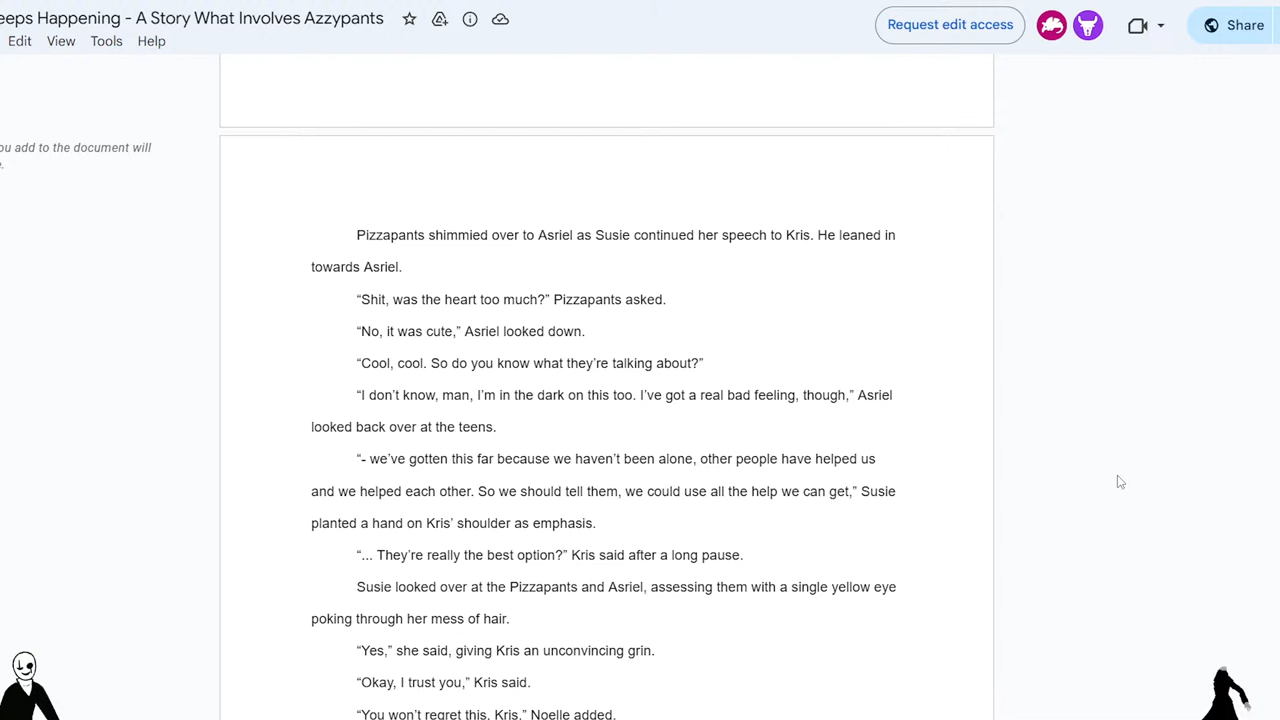 eeps Happening - A Story What Involves Azzypants
Request edit access
Share
Edit View Tools Help
ou add to the document will
e.
Pizzapants shimmied over to Asriel as Susie continued her speech to Kris. He leaned in
towards Asriel.
“Shit, was the heart too much?” Pizzapants asked.
“No, it was cute,” Asriel looked down.
“Cool, cool. So do you know what they’re talking about?”
“I don’t know, man, I’m in the dark on this too. I’ve got a real bad feeling, though,” Asriel
looked back over at the teens.
“- we’ve gotten this far because we haven’t been alone, other people have helped us
and we helped each other. So we should tell them, we could use all the help we can get,” Susie
planted a hand on Kris’ shoulder as emphasis.
“... They’re really the best option?” Kris said after a long pause.
Susie looked over at the Pizzapants and Asriel, assessing them with a single yellow eye
poking through her mess of hair.
“Yes,” she said, giving Kris an unconvincing grin.
“Okay, I trust you,” Kris said.
“You won’t regret this, Kris,” Noelle added.